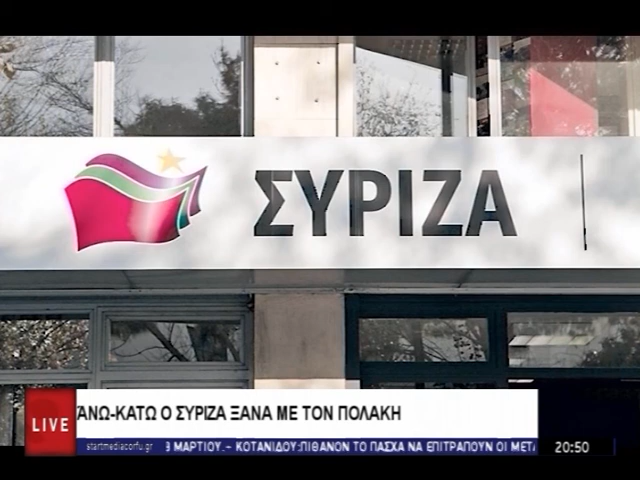 ΣΥΡΙΖΑ
ΆΝΩ-ΚΑΤΩ Ο ΣΥΡΙΖΑ ΞΑΝΑ ΜΕ ΤΟΝ ΠΟΛΑΚΗ
LIVE
startmediacorfu.gr
ΜΑΡΤΙΟΥ.- ΚΟΤΑΝΙΔΟΥ:ΠΙΘΑΝΟΝ ΤΟ ΠΑΣΧΑ ΝΑ ΕΠΙΤΡΑΠΟΥΝ ΟΙ
20:50